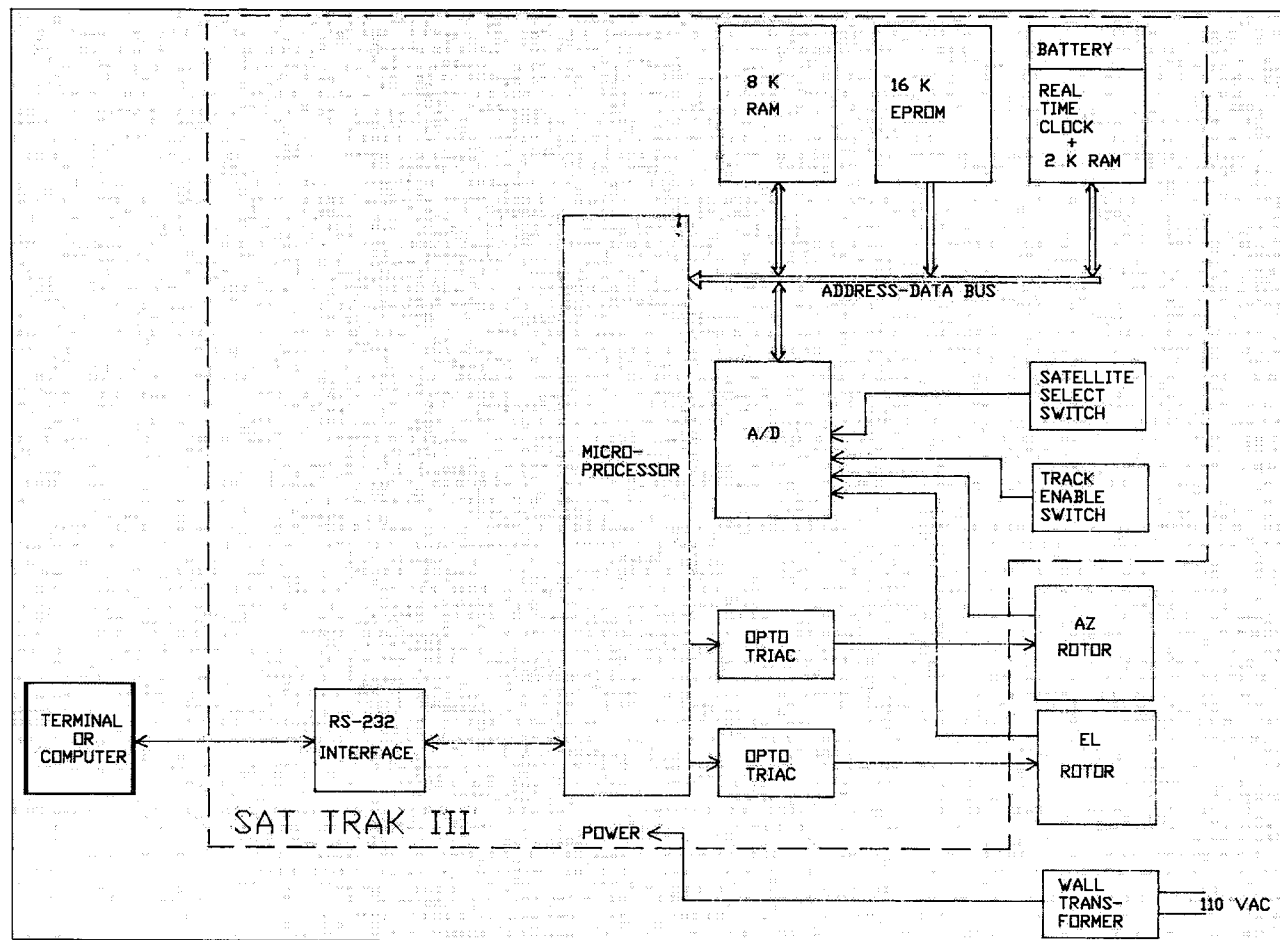 BATTERY
8 K
RAM
16 K
EPROM
REAL
TIME
CLOCK
+
2 K RAM
ADDRESS-DATA BUS
SATELLITE
SELECT
SWITCH
A/D
MICRO-
PROCESSOR
TRACK
ENABLE
SWITCH
OPTO
TRIAC
AZ
ROTOR
TERMINAL
OR
COMPUTER
RS-232
INTERFACE
OPTO
TRIAC
EL
ROTOR
SAT TRAK III
POWER
WALL
TRANS-
FORMER
110 VAC